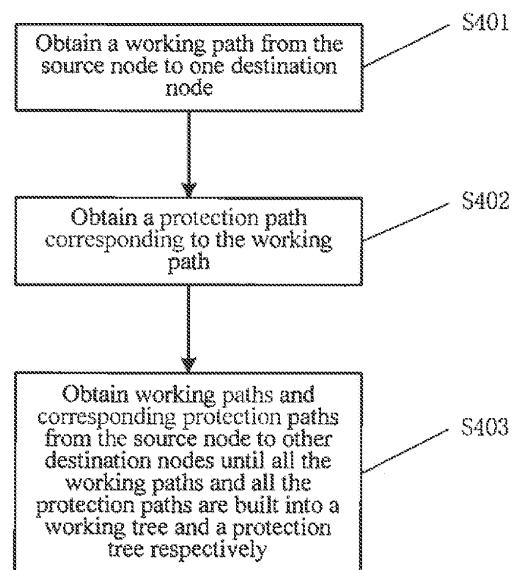 S401
Obtain a working path from the
source node to one destination
node
S402
Obtain a protection path
corresponding to the working
path
Obtain working paths and
corresponding protection paths
from the source node to other
destination nodes until all the
working paths and all the
protection paths are built into a
working tree and a protection
tree respectively
S403